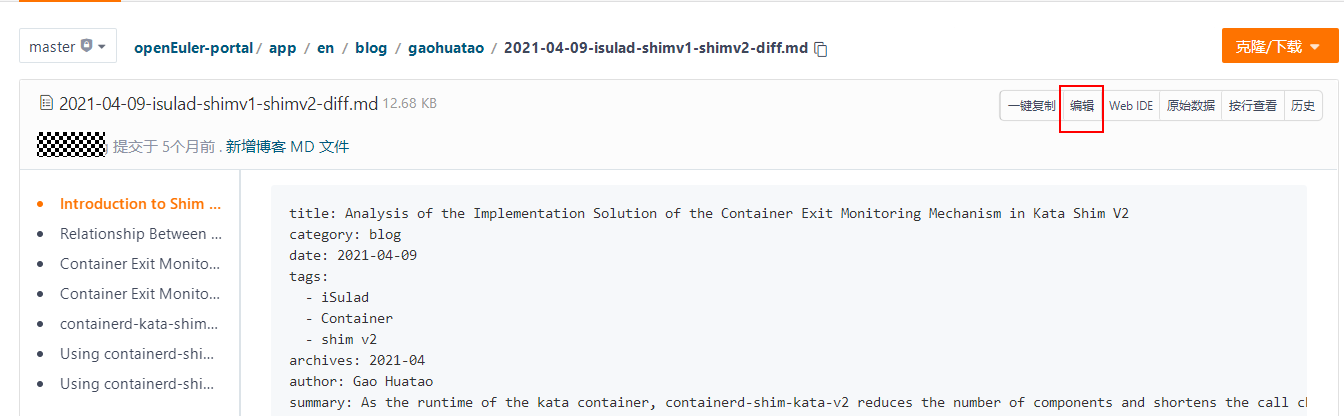 master openEuler-portal / app / en / blog / gaohuatao / 2021-04-09-isulad-shimv1-shimv2-diff.md 克隆/下载
2021-04-09-isulad-shimv1-shimv2-diff.md 12.68 KB 一键复制 编辑 Web IDE 原始数据 按行查看 历史
提交于 5个月前 . 新增博客 MD 文件
Introduction to Shim ...
Relationship Between ...
Container Exit Monito...
Container Exit Monito...
containerd-kata-shim...
Using containerd-shi...
Using containerd-shi...
title: Analysis of the Implementation Solution of the Container Exit Monitoring Mechanism in Kata Shim V2
category: blog
date: 2021-04-09
tags:
- iSulad
- Container
- shim v2
archives: 2021-04
author: Gao Huatao
summary: As the runtime of the kata container, containerd-shim-kata-v2 reduces the number of components and shortens the call